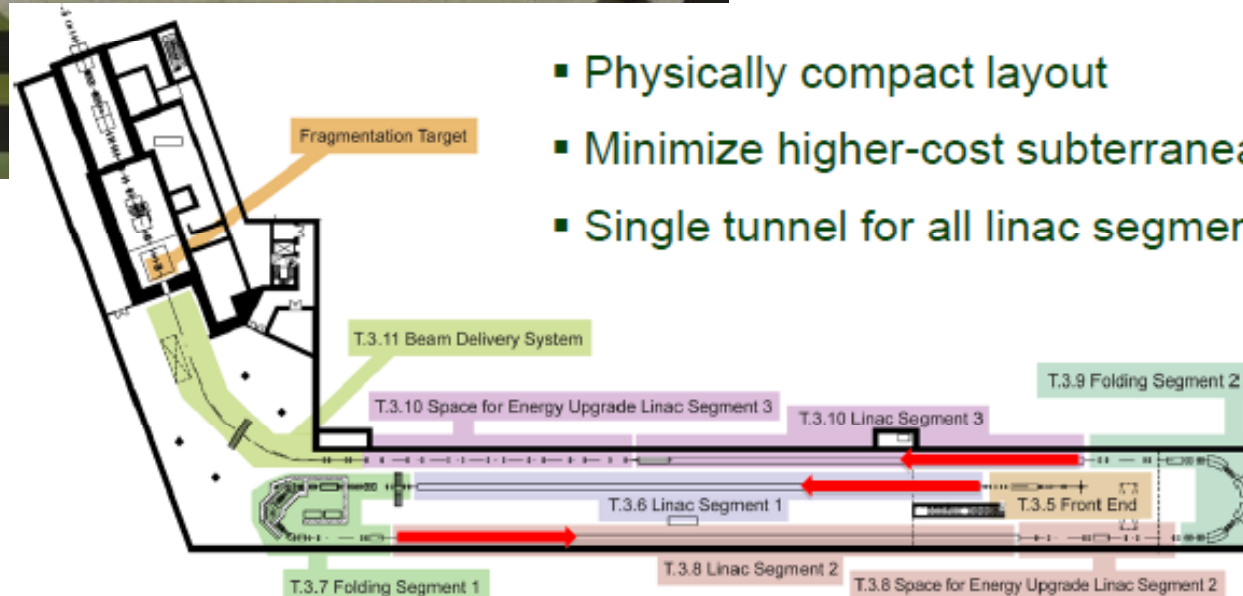 ▪ Physically compact layout
▪ Minimize higher-cost subterranea
▪ Single tunnel for all linac segmen
Fragmentation Target
T.3.11 Beam Delivery System
T.3.9 Folding Segment 2
T.3.10 Space for Energy Upgrade Linac Segment 3
T.3.10 Linac Segment 3
T.3.6 Linac Segment 1
T.3.5 Front End
T.3.8 Linac Segment 2
T.3.7 Folding Segment 1
T.3.8 Space for Energy Upgrade Linac Segment 2